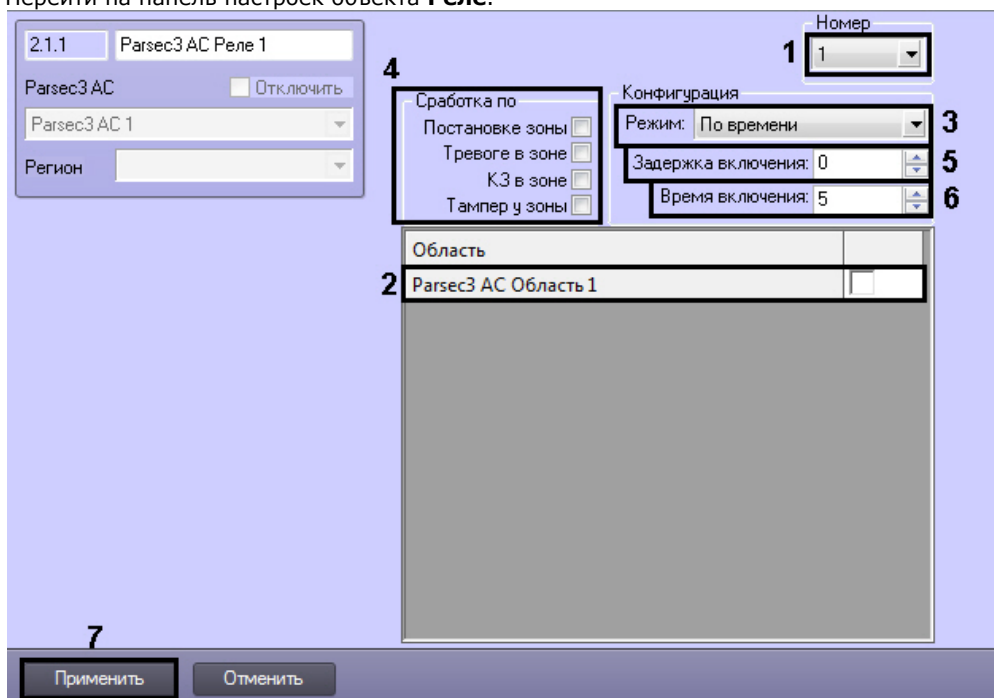 Перейти на панель настроек объекта Реле.
2.1.1 Parsec3 AC Реле 1
Parsec3 AC Отключить
Parsec3 AC 1
Регион
Номер
1 1
4
Сработка по
Постановке зоны
Тревоге в зоне
КЗ в зоне
Тампер у зоны
Конфигурация
Режим: По времени 3
Задержка включения: 0 5
Время включения: 5 6
Область
2 Parsec3 AC Область 1
7
Применить Отменить